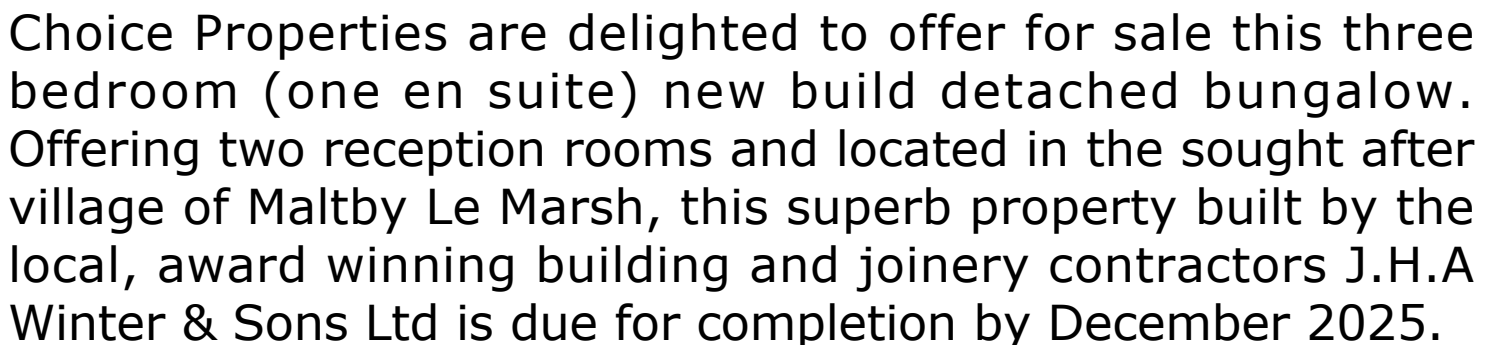 Choice Properties are delighted to offer for sale this three
bedroom (one en suite) new build detached bungalow.
Offering two reception rooms and located in the sought after
village of Maltby Le Marsh, this superb property built by the
local, award winning building and joinery contractors J.H.A
Winter & Sons Ltd is due for completion by December 2025.